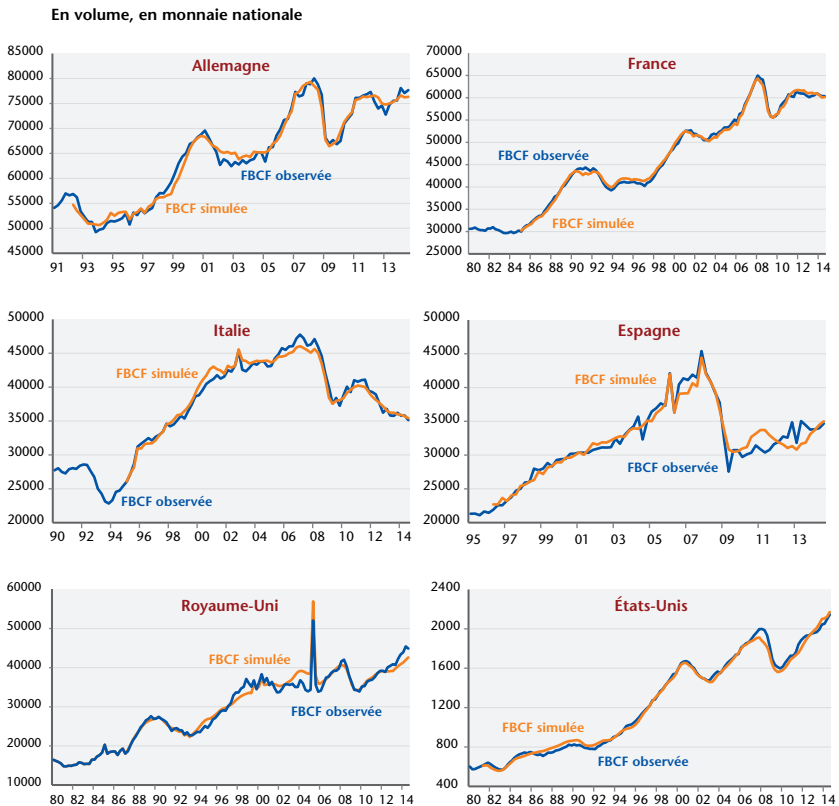 En volume, en monnaie nationale
Allemagne
85000
80000
75000
70000
65000
60000
55000
50000
45000
FBCF observée
FBCF simulée
91 93 95 97 99 01 03 05 07 09 11 13
France
70000
65000
60000
55000
50000
45000
40000
35000
30000
25000
FBCF observée
FBCF simulée
80 82 84 86 88 90 92 94 96 98 00 02 04 06 08 10 12 14
Italie
50000
45000
40000
35000
30000
25000
20000
FBCF simulée
FBCF observée
90 92 94 96 98 00 02 04 06 08 10 12 14
Espagne
50000
45000
40000
35000
30000
25000
20000
FBCF simulée
FBCF observée
95 97 99 01 03 05 07 09 11 13
Royaume-Uni
60000
50000
40000
30000
20000
10000
FBCF simulée
FBCF observée
80 82 84 86 88 90 92 94 96 98 00 02 04 06 08 10 12 14
États-Unis
2400
2000
1600
1200
800
400
FBCF simulée
FBCF observée
80 82 84 86 88 90 92 94 96 98 00 02 04 06 08 10 12 14